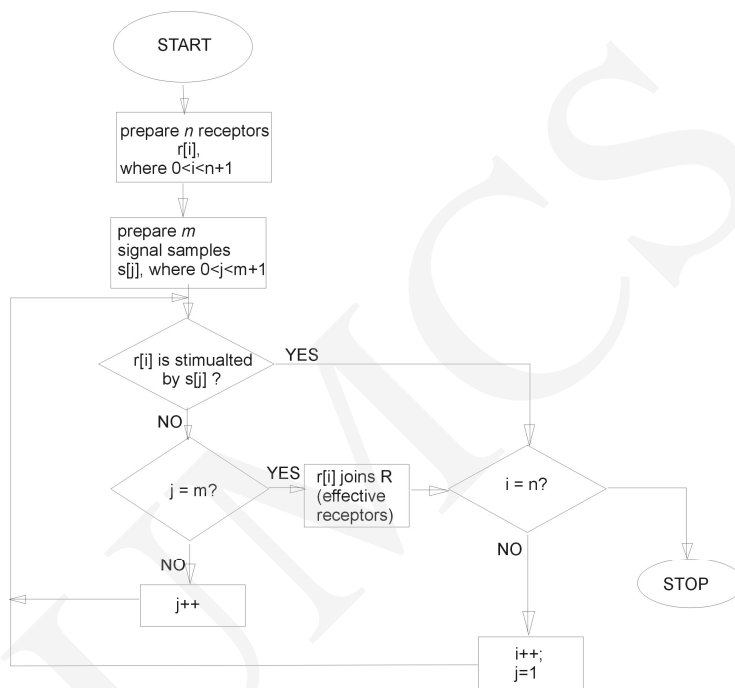 START
prepare n receptors
r[i],
where 0<i<n+1
prepare m
signal samples
s[j], where 0<j<m+1
r[i] is stimualted
by s[j] ?
YES
NO
j = m?
YES
r[i] joins R
(effective
receptors)
i = n?
NO
NO
j++
STOP
i++;
j=1
UMCS